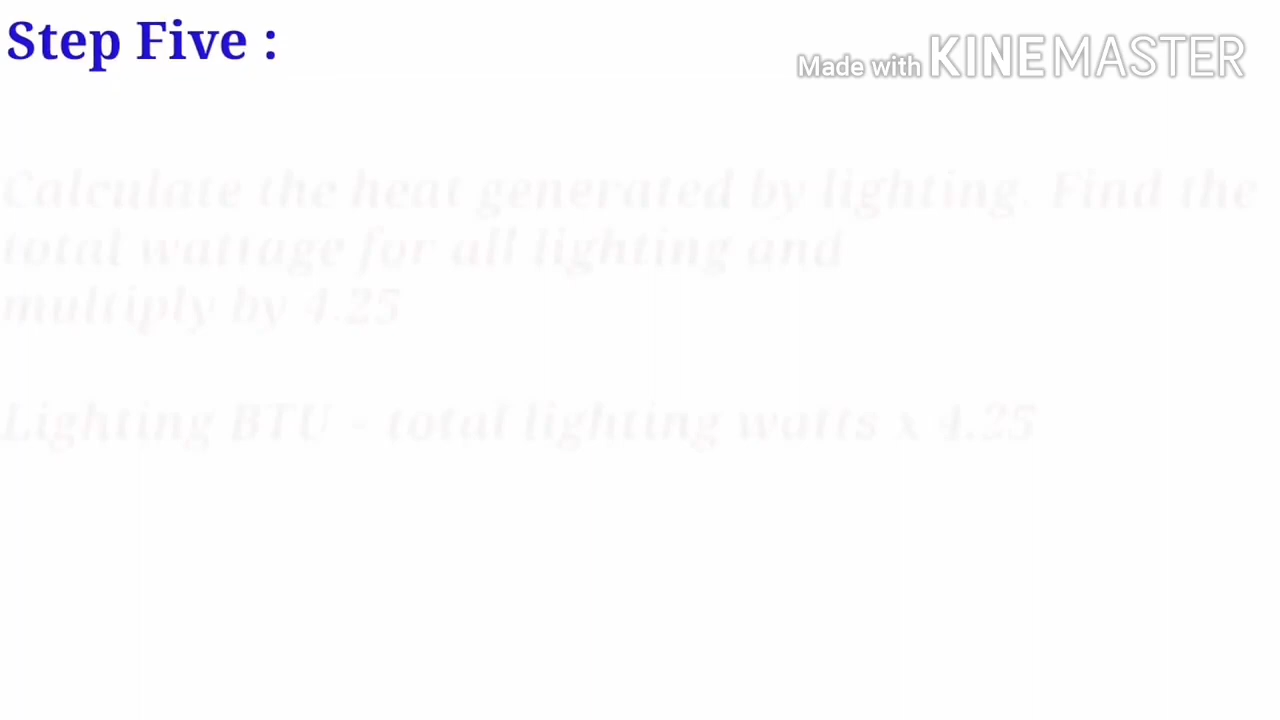 Step Five :
Made with KINEMASTER
Calculate the heat generated by lighting. Find the
total wattage for all lighting and
multiply by 4.25
Lighting BTU - total lighting watts x 4.25